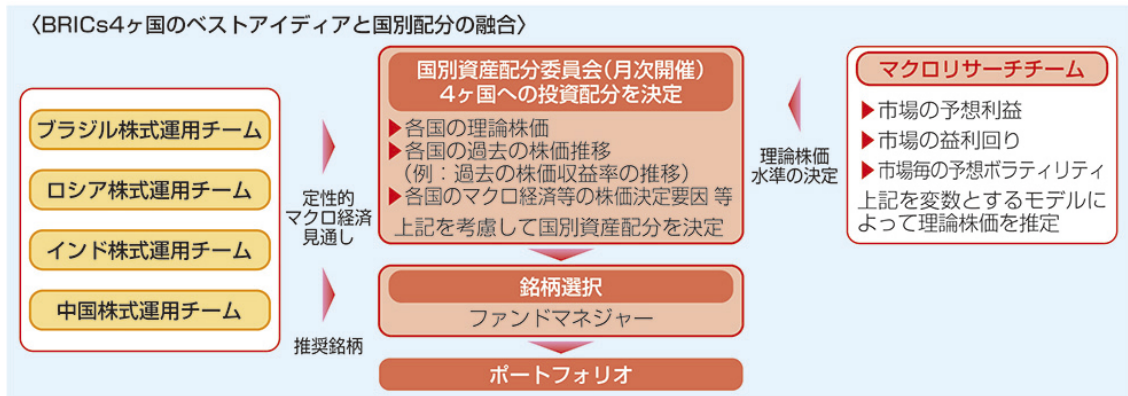 〈BRICs4ヶ国のベストアイディアと国別配分の融合〉
ブラジル株式運用チーム
ロシア株式運用チーム
インド株式運用チーム
中国株式運用チーム
定性的
マクロ経済
見通し
推奨銘柄
国別資産配分委員会(月次開催)
4ヶ国への投資配分を決定
▶各国の理論株価
▶各国の過去の株価推移
(例：過去の株価収益率の推移)
▶各国のマクロ経済等の株価決定要因 等
上記を考慮して国別資産配分を決定
銘柄選択
ファンドマネジャー
ポートフォリオ
理論株価
水準の決定
マクロリサーチチーム
▶市場の予想利益
▶市場の益利回り
▶市場毎の予想ボラティリティ
上記を変数とするモデルに
よって理論株価を推定